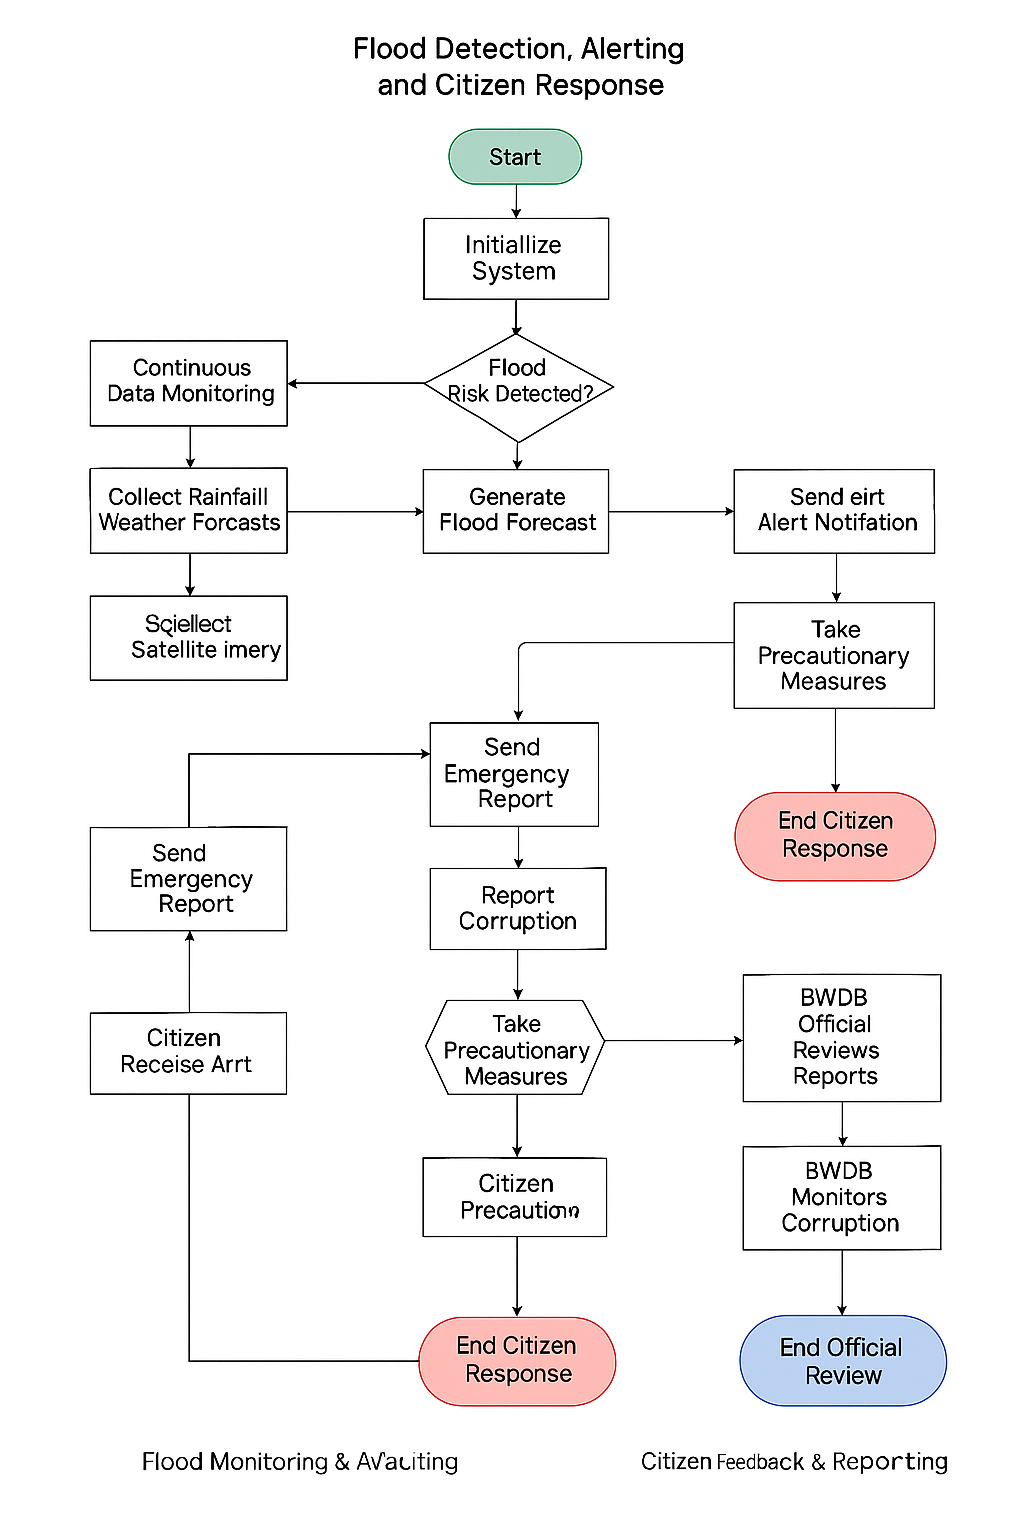 Flood Detection, Alerting
and Citizen Response
Start
Initiallize
System
Flood
Risk Detected?
Continuous
Data Monitoring
Collect Rainfaill
Weather Forcasts
Generate
Flood Forecast
Send eirt
Alert Notifation
Satellite imery
Take
Precautionary
Measures
Send
Emergency
Report
End Citizen
Response
Send
Emergency
Report
Report
Corruption
Citizen
Receise Arrt
Take
Precautionary
Measures
BWDB
Official
Reviews
Reports
Citizen
Precaution
BWDB
Monitors
Corruption
End Citizen
Response
End Official
Review
Flood Monitoring &
Citizen Feedback & Reporting